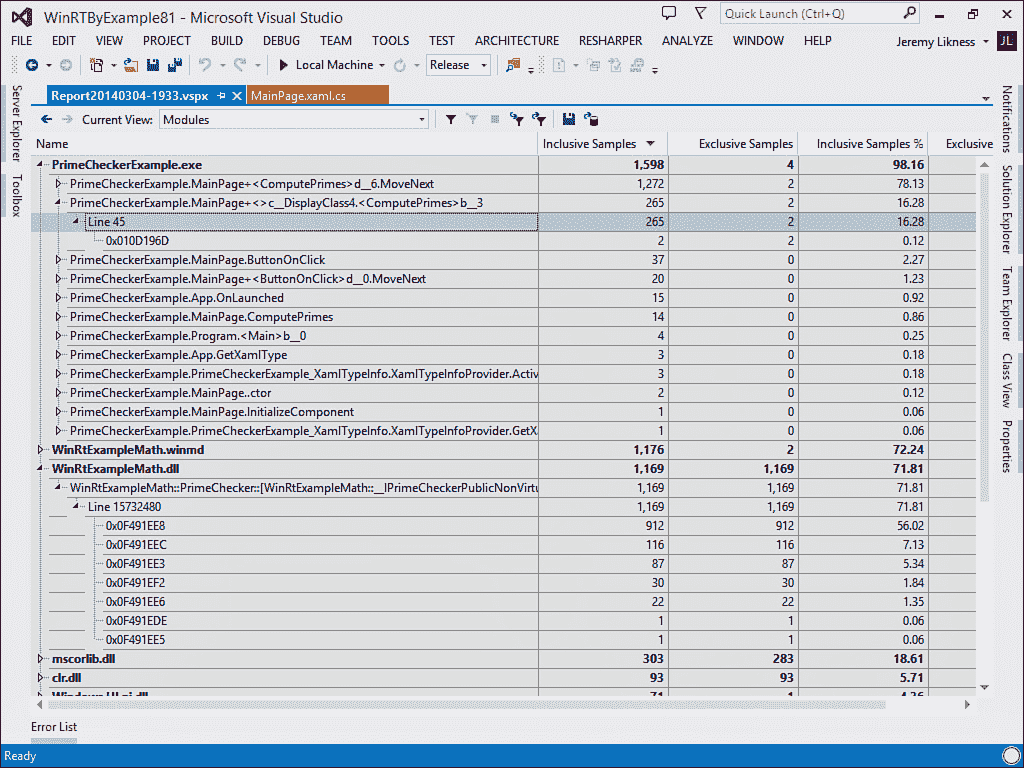 WinRTByExample81 - Microsoft Visual Studio
Quick Launch (Ctrl+Q)
FILE EDIT VIEW PROJECT BUILD DEBUG TEAM TOOLS TEST ARCHITECTURE RESHARPER ANALYZE WINDOW HELP Jeremy Likness JL
Local Machine Release
Server Explorer
Toolbox
Report20140304-1933.vspx MainPage.xaml.cs
Current View: Modules
Name Inclusive Samples Exclusive Samples Inclusive Samples % Exclusive
PrimeCheckerExample.exe 1,598 4 98.16
PrimeCheckerExample.MainPage+<ComputePrimes>d__6.MoveNext 1,272 2 78.13
PrimeCheckerExample.MainPage+<>c__DisplayClass4.<ComputePrimes>b__3 265 2 16.28
Line 45 265 2 16.28
0x010D196D 2 2 0.12
PrimeCheckerExample.MainPage.ButtonOnClick 37 0 2.27
PrimeCheckerExample.MainPage+<ButtonOnClick>d__0.MoveNext 20 0 1.23
PrimeCheckerExample.App.OnLaunched 15 0 0.92
PrimeCheckerExample.MainPage.ComputePrimes 14 0 0.86
PrimeCheckerExample.Program.<Main>b__0 4 0 0.25
PrimeCheckerExample.App.GetXamlType 3 0 0.18
PrimeCheckerExample.PrimeCheckerExample_XamlTypeInfo.XamlTypeInfoProvider.Activ 3 0 0.18
PrimeCheckerExample.MainPage..ctor 2 0 0.12
PrimeCheckerExample.MainPage.InitializeComponent 1 0 0.06
PrimeCheckerExample.PrimeCheckerExample_XamlTypeInfo.XamlTypeInfoProvider.GetX 1 0 0.06
WinRtExampleMath.winmd 1,176 2 72.24
WinRtExampleMath.dll 1,169 1,169 71.81
WinRtExampleMath::PrimeChecker::[WinRtExampleMath::__IPrimeCheckerPublicNonVirtu 1,169 1,169 71.81
Line 15732480 1,169 1,169 71.81
0x0F491EE8 912 912 56.02
0x0F491EEC 116 116 7.13
0x0F491EE3 87 87 5.34
0x0F491EF2 30 30 1.84
0x0F491EE6 22 22 1.35
0x0F491EDE 1 1 0.06
0x0F491EE5 1 1 0.06
mscorlib.dll 303 283 18.61
clr.dll 93 93 5.71
Notifications
Solution Explorer
Team Explorer
Class View
Properties
Error List
Ready